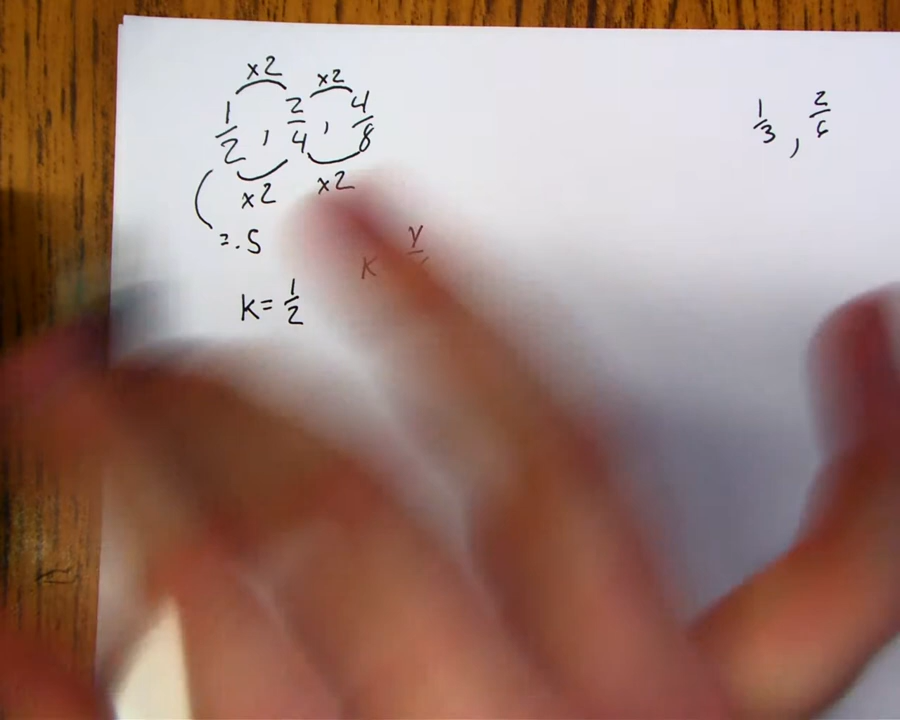 x2 x2
1/2 , 2/4 , 4/8
x2 x2
=.5
K
K=1/2
1/3 , 2/6